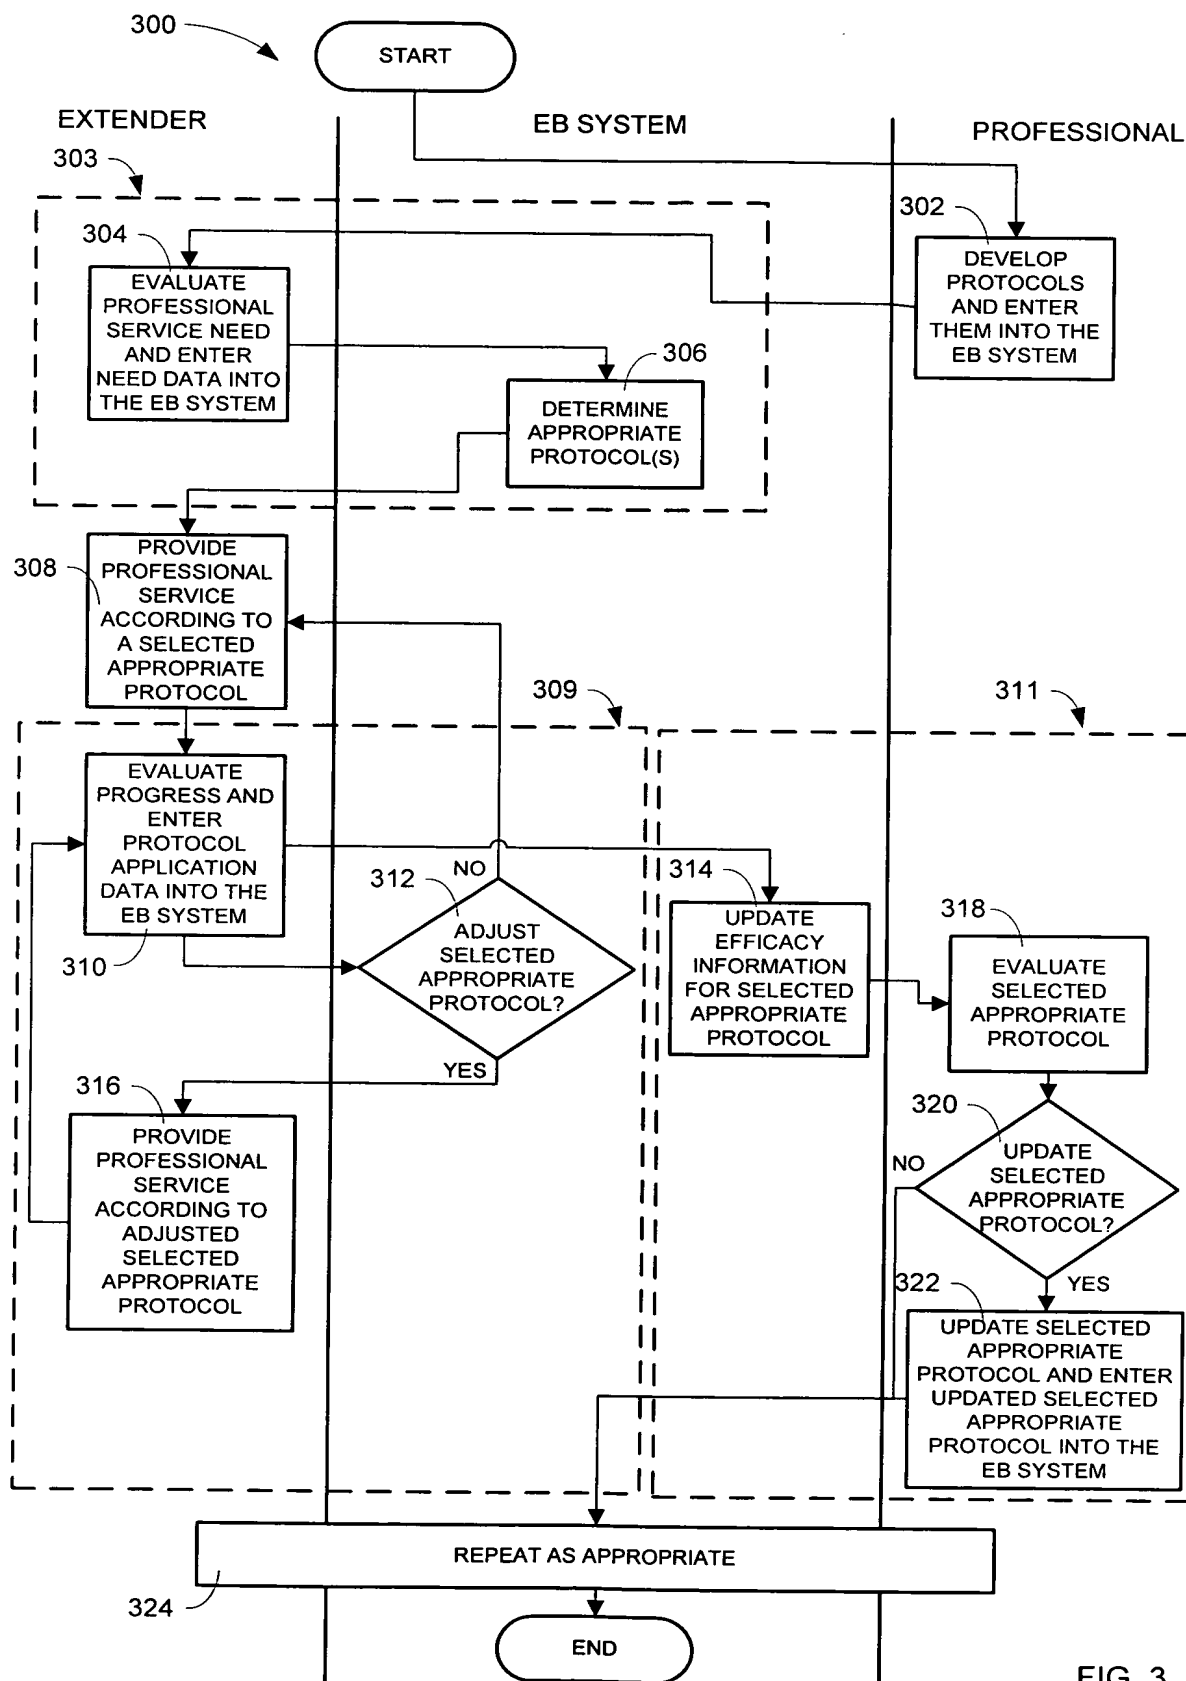 300
START
EXTENDER
EB SYSTEM
PROFESSIONAL
303
302
DEVELOP
PROTOCOLS
AND ENTER
THEM INTO THE
EB SYSTEM
304
EVALUATE
PROFESSIONAL
SERVICE NEED
AND ENTER
NEED DATA INTO
THE EB SYSTEM
306
DETERMINE
APPROPRIATE
PROTOCOL(S)
308
PROVIDE
PROFESSIONAL
SERVICE
ACCORDING TO
A SELECTED
APPROPRIATE
PROTOCOL
309
311
EVALUATE
PROGRESS AND
ENTER
PROTOCOL
APPLICATION
DATA INTO THE
EB SYSTEM
310
NO
312
ADJUST
SELECTED
APPROPRIATE
PROTOCOL?
YES
314
UPDATE
EFFICACY
INFORMATION
FOR SELECTED
APPROPRIATE
PROTOCOL
318
EVALUATE
SELECTED
APPROPRIATE
PROTOCOL
316
PROVIDE
PROFESSIONAL
SERVICE
ACCORDING TO
ADJUSTED
SELECTED
APPROPRIATE
PROTOCOL
320
NO
UPDATE
SELECTED
APPROPRIATE
PROTOCOL?
YES
322
UPDATE SELECTED
APPROPRIATE
PROTOCOL AND ENTER
UPDATED SELECTED
APPROPRIATE
PROTOCOL INTO THE
EB SYSTEM
REPEAT AS APPROPRIATE
324
END
FIG. 3